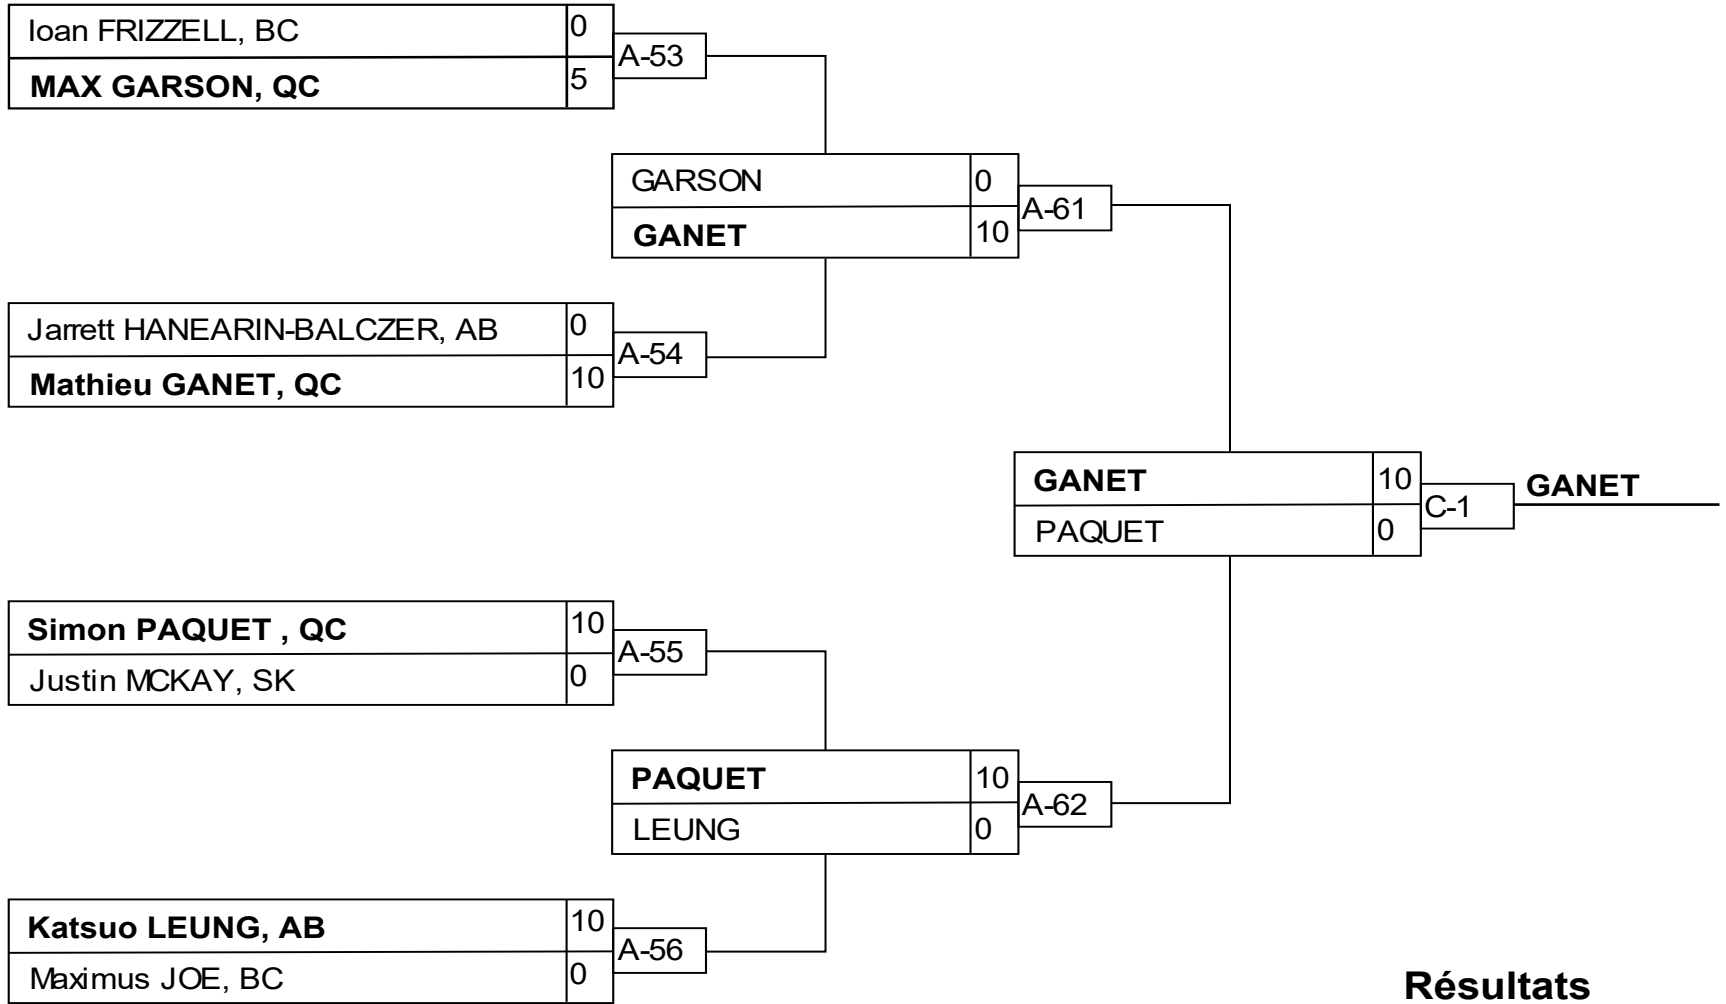 Ioan FRIZZELL, BC 0
A-53
MAX GARSON, QC 5
GARSON 0
A-61
GANET 10
Jarrett HANEARIN-BALCZER, AB 0
A-54
Mathieu GANET, QC 10
GANET 10
GANET
C-1
PAQUET 0
Simon PAQUET , QC 10
A-55
Justin MCKAY, SK 0
PAQUET 10
A-62
LEUNG 0
Katsuo LEUNG, AB 10
A-56
Maximus JOE, BC 0
Résultats